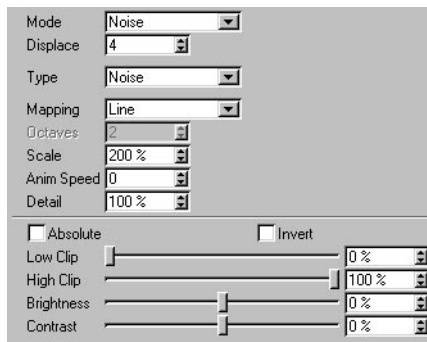 Mode Noise
Displace 4
Type Noise
Mapping Line
Octaves 2
Scale 200 %
Anim Speed 0
Detail 100 %
Absolute Invert
Low Clip 0 %
High Clip 100 %
Brightness 0 %
Contrast 0 %